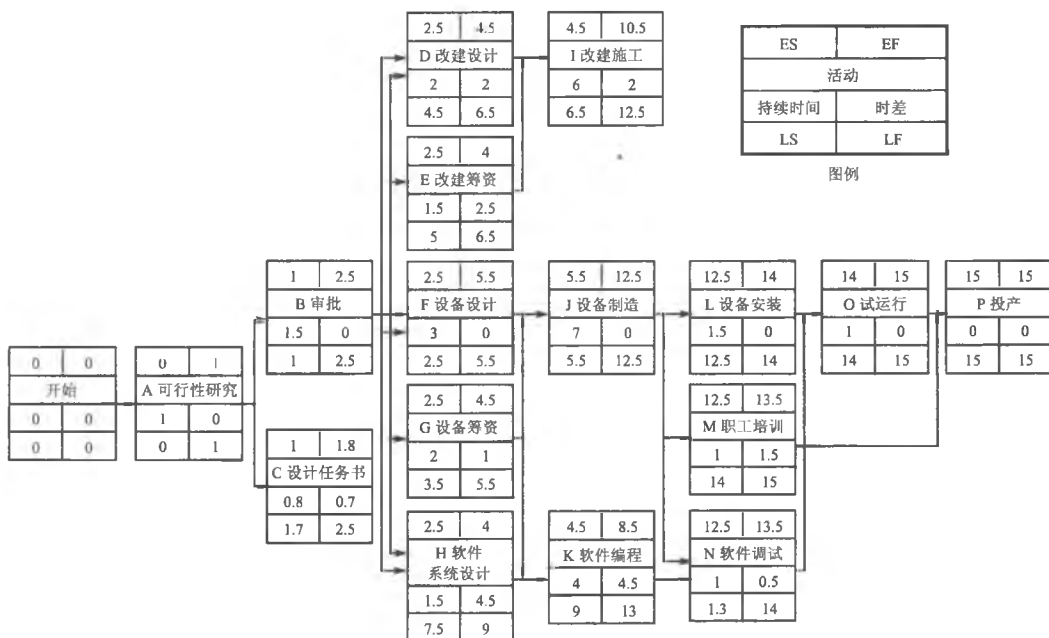 2.5 4.5
D 改建设计
2 2
4.5 6.5
4.5 10.5
I 改建施工
6 2
6.5 12.5
ES EF
活动
持续时间 时差
LS LF
图例
2.5 4
E 改建筹资
1.5 2.5
5 6.5
1 2.5
B 审批
1.5 0
1 2.5
2.5 5.5
F 设备设计
3 0
2.5 5.5
5.5 12.5
J 设备制造
7 0
5.5 12.5
12.5 14
L 设备安装
1.5 0
12.5 14
14 15
O 试运行
1 0
14 15
15 15
P 投产
0 0
15 15
0 0
开始
0 0
0 0
0 1
A 可行性研究
1 0
0 1
1 1.8
C 设计任务书
0.8 0.7
1.7 2.5
2.5 4.5
G 设备筹资
2 1
3.5 5.5
12.5 13.5
M 职工培训
1 1.5
14 15
2.5 4
H 软件
系统设计
1.5 4.5
7.5 9
4.5 8.5
K 软件编程
4 4.5
9 13
12.5 13.5
N 软件调试
1 0.5
1.3 14